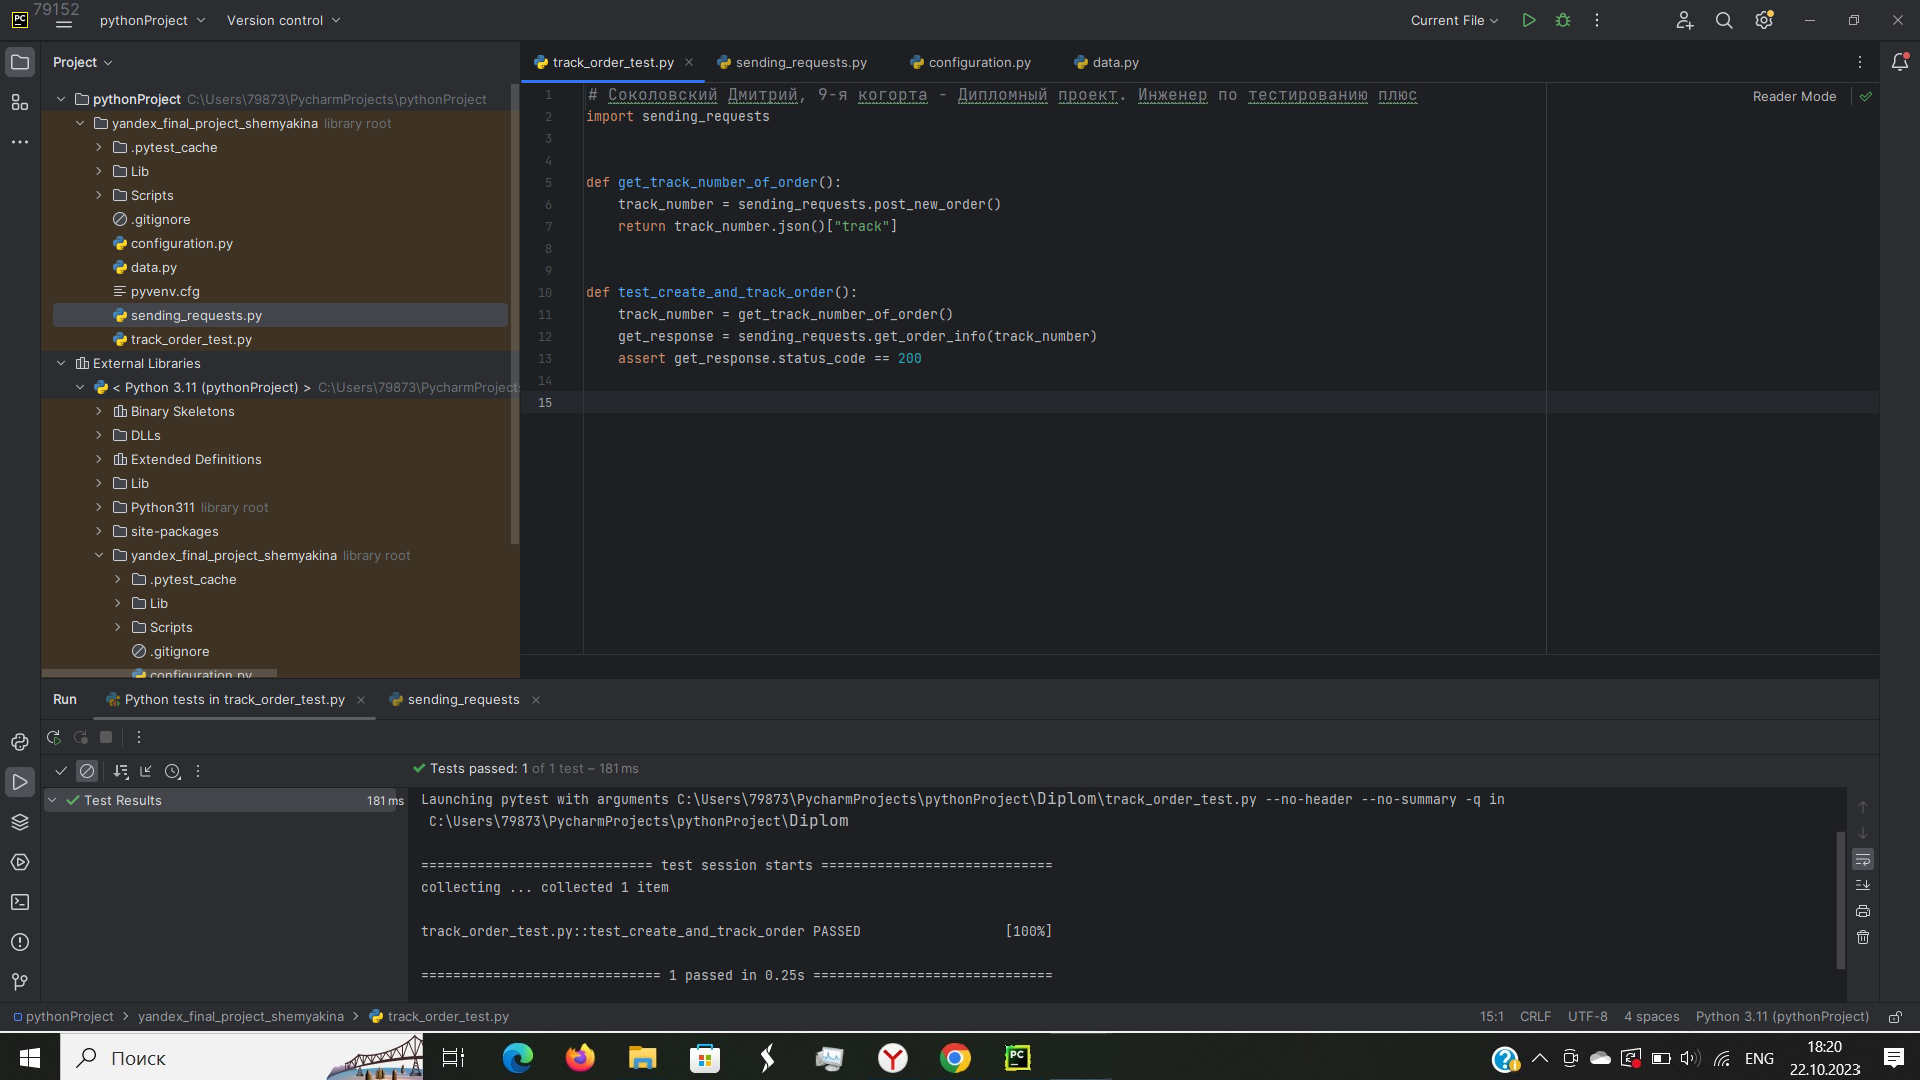 79152
pythonProject
Version control
Current File
Project
track_order_test.py
sending_requests.py
configuration.py
data.py
pythonProject C:\Users\79873\PycharmProjects\pythonProject
yandex_final_project_shemyakina library root
.pytest_cache
Lib
Scripts
.gitignore
configuration.py
data.py
pyvenv.cfg
sending_requests.py
track_order_test.py
External Libraries
< Python 3.11 (pythonProject) > C:\Users\79873\PycharmProjects
Binary Skeletons
DLLs
Extended Definitions
Lib
Python311 library root
site-packages
yandex_final_project_shemyakina library root
.pytest_cache
Lib
Scripts
.gitignore
configuration.py
Reader Mode
1 # Соколовский Дмитрий, 9-я когорта - Дипломный проект. Инженер по тестированию плюс
2 import sending_requests
3
4
5 def get_track_number_of_order():
6 track_number = sending_requests.post_new_order()
7 return track_number.json()["track"]
8
9
10 def test_create_and_track_order():
11 track_number = get_track_number_of_order()
12 get_response = sending_requests.get_order_info(track_number)
13 assert get_response.status_code == 200
14
15
Run
Python tests in track_order_test.py
sending_requests
Tests passed: 1 of 1 test – 181 ms
Test Results 181 ms
Launching pytest with arguments C:\Users\79873\PycharmProjects\pythonProject\Diplom\track_order_test.py --no-header --no-summary -q in
C:\Users\79873\PycharmProjects\pythonProject\Diplom
============================= test session starts =============================
collecting ... collected 1 item
track_order_test.py::test_create_and_track_order PASSED [100%]
============================== 1 passed in 0.25s ==============================
pythonProject > yandex_final_project_shemyakina > track_order_test.py
15:1 CRLF UTF-8 4 spaces Python 3.11 (pythonProject)
Поиск
ENG
18:20
22.10.2023